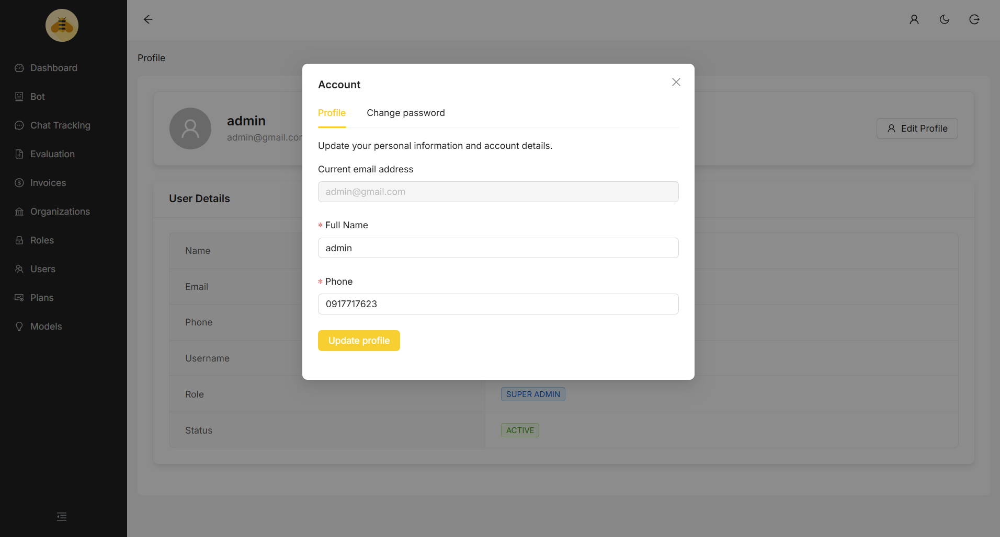 Dashboard
Bot
Chat Tracking
Evaluation
Invoices
Organizations
Roles
Users
Plans
Models
Profile
admin
admin@gmail.co
Edit Profile
User Details
Name
Email
Phone
Username
Role
SUPER ADMIN
Status
ACTIVE
Account
Profile
Change password
Update your personal information and account details.
Current email address
admin@gmail.com
* Full Name
admin
* Phone
0917717623
Update profile